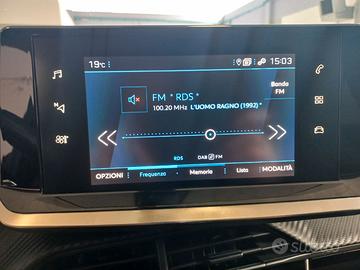 19°C
15:03
FM * RDS *
Banda
FM
100.20 MHz L'UOMO RAGNO (1992) *
N
RDS DAB FM
OPZIONI Frequenza Memorie Lista MODALITÀ
subito